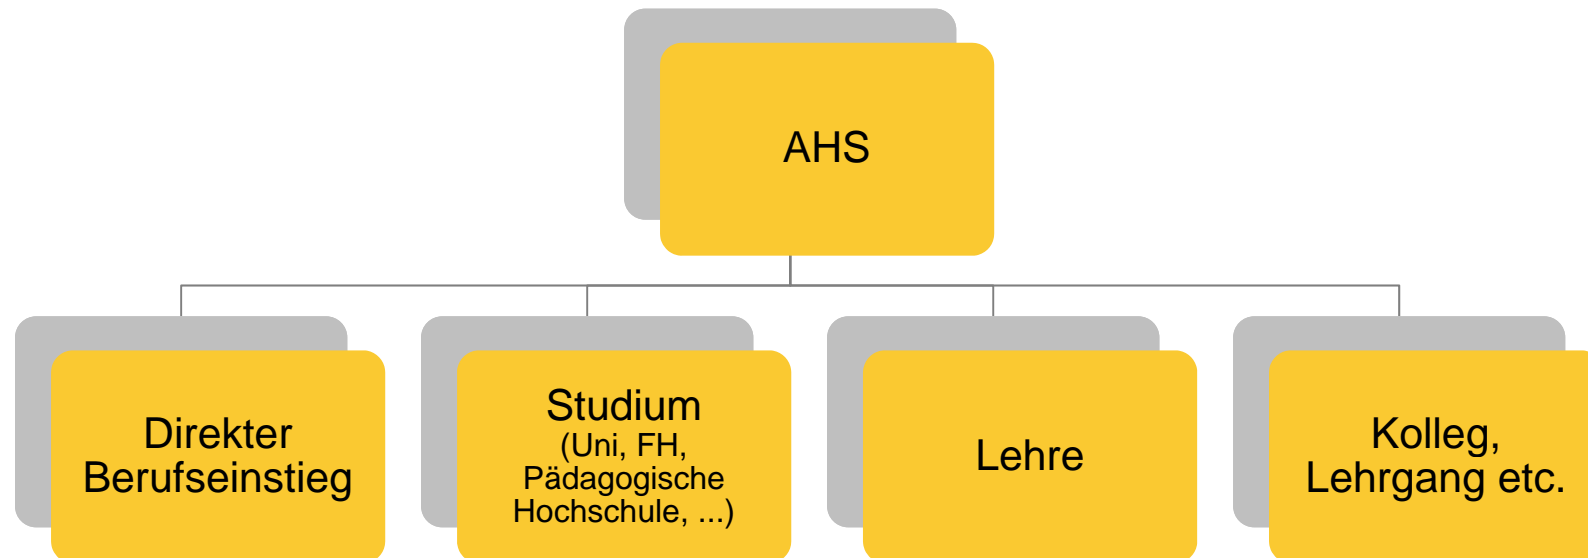 AHS
Direkter
Berufseinstieg
Studium
(Uni, FH,
Pädagogische
Hochschule, ...)
Lehre
Kolleg,
Lehrgang etc.